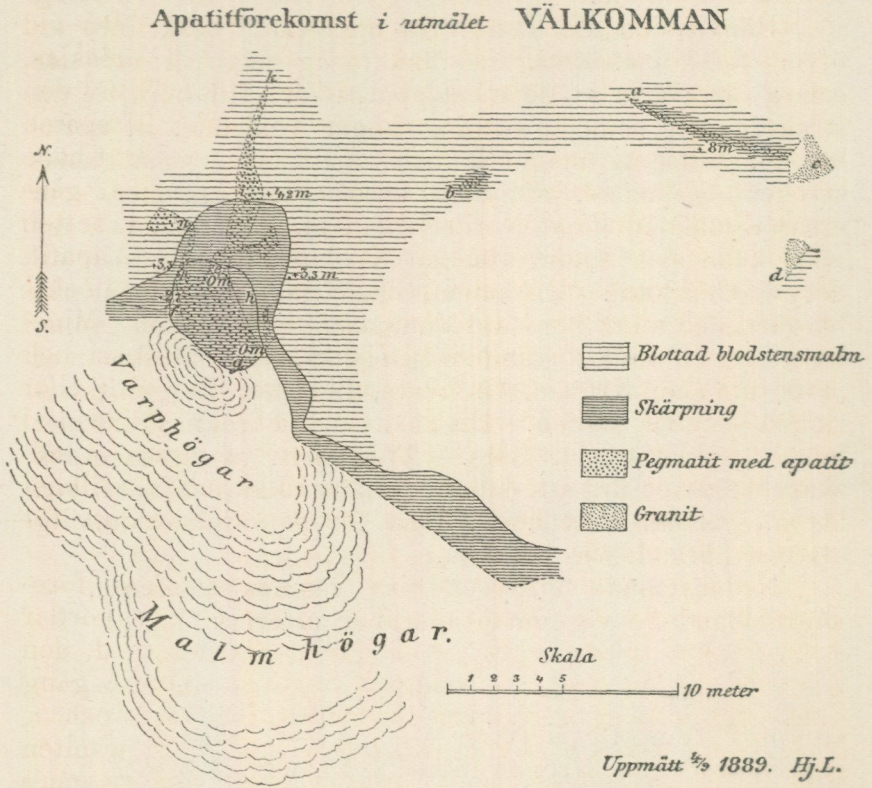 Apatitförekomst i utmålet VÄLKOMMAN
k
a
8m
c
N.
b
+4,2m
n
+3,3m
d
0m
h
S.
0m
Blottad blodstensmalm
Varphögar
Skärpning
Pegmatit med apatit
Granit
Malmhögar.
Skala
1 2 3 4 5
10 meter
Uppmätt 1889. Hj.L.